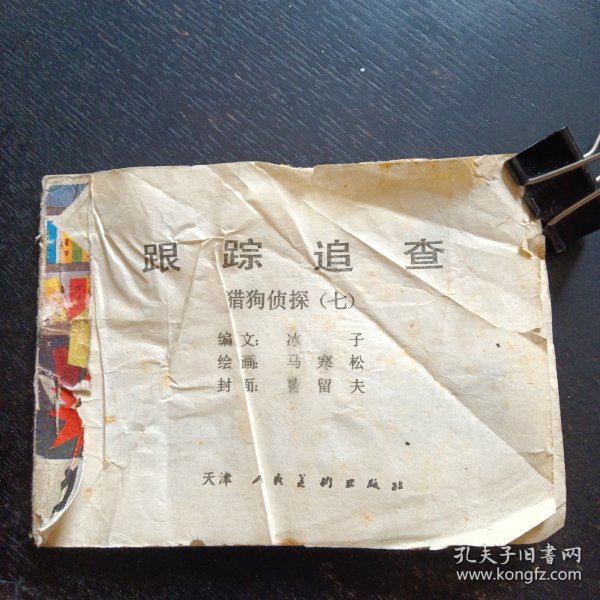 跟踪追查
猎狗侦探(七)
编文: 冰子
绘画: 马寒松
封面: 留夫
天津人民美术出版社
孔夫子旧书网
www.kongfz.com